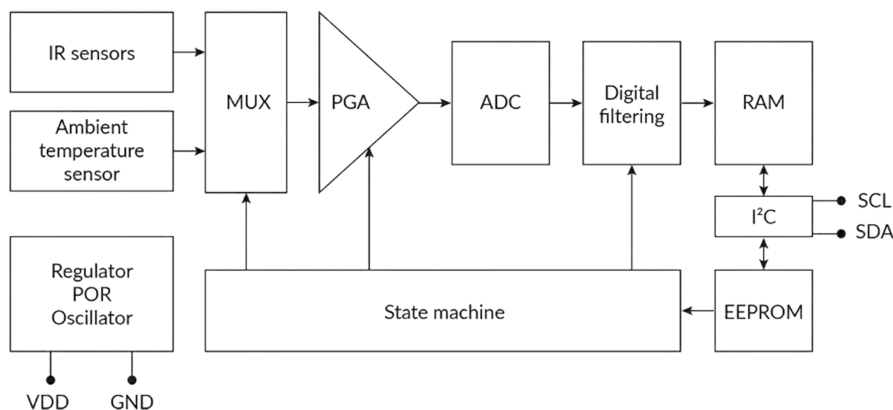 IR sensors
Ambient
temperature
sensor
MUX
PGA
ADC
Digital
filtering
RAM
I²C
SCL
SDA
Regulator
POR
Oscillator
State machine
EEPROM
VDD
GND